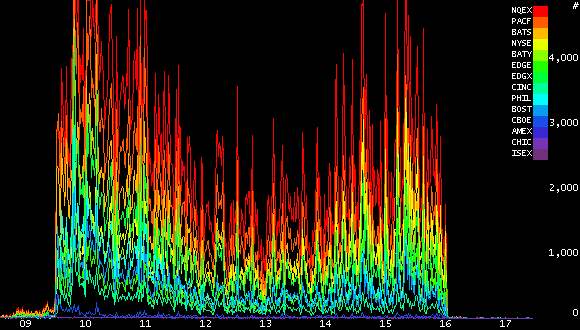 #
NQEX
PACF
BATS
NYSE
BATY
EDGE
EDGX
CINC
PHIL
BOST
CBOE
AMEX
CHIC
ISEX
4,000
3,000
2,000
1,000
0
09 10 11 12 13 14 15 16 17